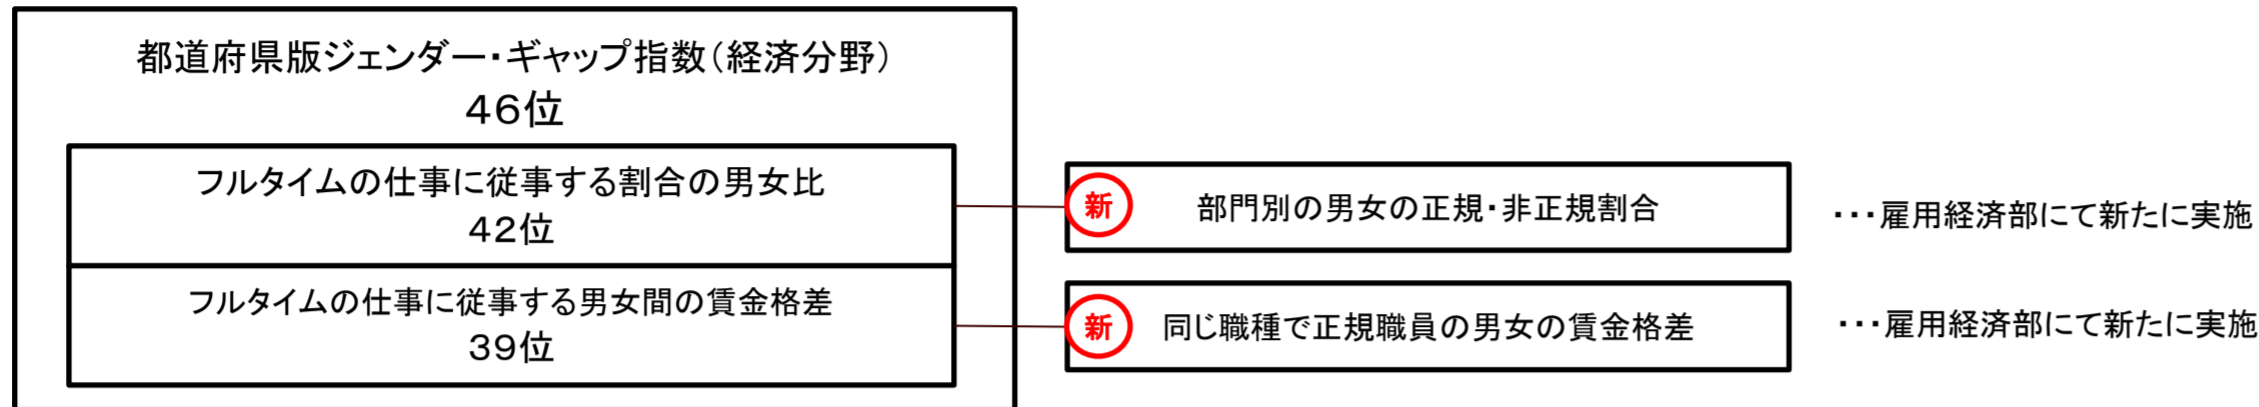 都道府県版ジェンダー・ギャップ指数（経済分野）
46位
フルタイムの仕事に従事する割合の男女比
42位
新 部門別の男女の正規・非正規割合 ・・・雇用経済部にて新たに実施
フルタイムの仕事に従事する男女間の賃金格差
39位
新 同じ職種で正規職員の男女の賃金格差 ・・・雇用経済部にて新たに実施